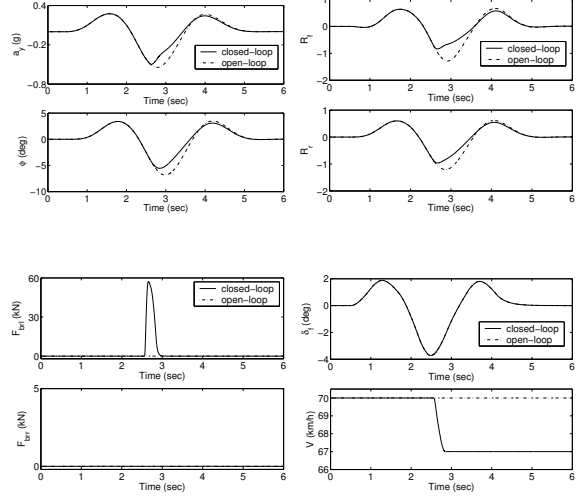 0.4
−0.2
−0.8
a_y (g)
closed−loop
open−loop
0 1 2 3 4 5 6
Time (sec)
0
−1
−2
R_f
closed−loop
open−loop
0 1 2 3 4 5 6
Time (sec)
5
0
−5
−10
ϕ (deg)
0 1 2 3 4 5 6
Time (sec)
1
0
−1
−2
R_r
0 1 2 3 4 5 6
Time (sec)
60
30
0
F_brl (kN)
closed−loop
open−loop
0 1 2 3 4 5 6
Time (sec)
2
0
−2
−4
δ_f (deg)
closed−loop
open−loop
0 1 2 3 4 5 6
Time (sec)
5
0
F_brr (kN)
0 1 2 3 4 5 6
Time (sec)
70
69
68
67
66
V (km/h)
0 1 2 3 4 5 6
Time (sec)